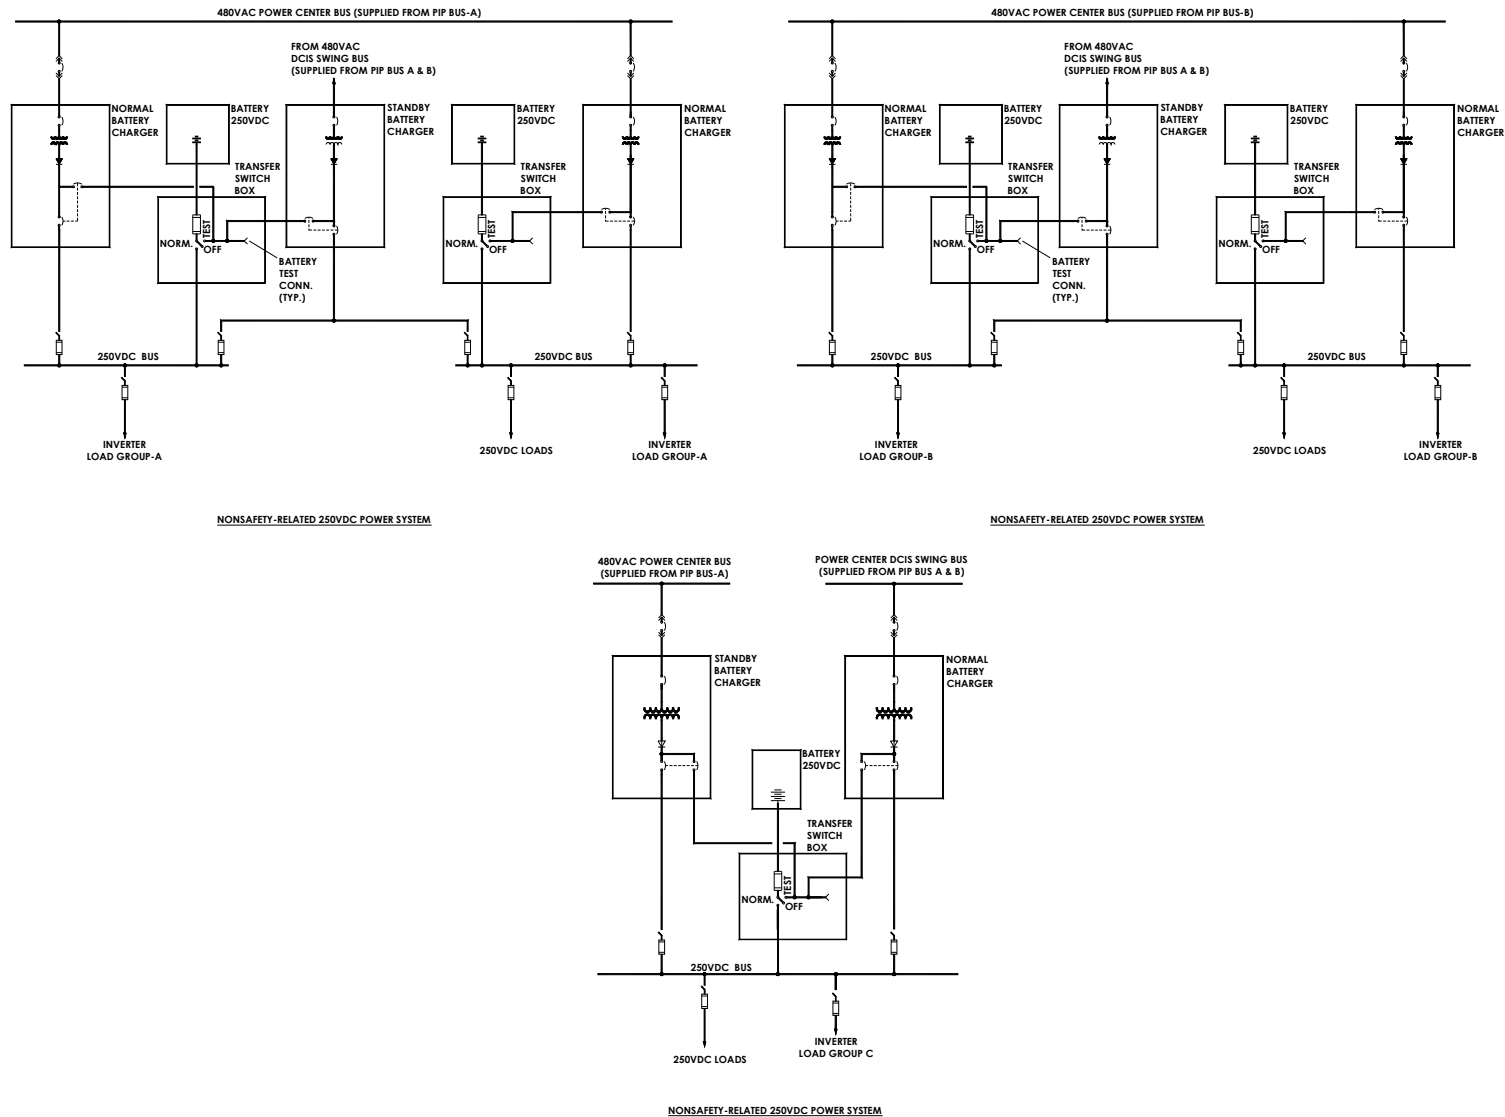 480VAC POWER CENTER BUS (SUPPLIED FROM PIP BUS-A)
FROM 480VAC
DCIS SWING BUS
(SUPPLIED FROM PIP BUS A & B)
NORMAL
BATTERY
CHARGER
BATTERY
250VDC
STANDBY
BATTERY
CHARGER
BATTERY
250VDC
NORMAL
BATTERY
CHARGER
TRANSFER
SWITCH
BOX
TRANSFER
SWITCH
BOX
TEST
NORM.
OFF
TEST
NORM.
OFF
BATTERY
TEST
CONN.
(TYP.)
250VDC BUS
250VDC BUS
INVERTER
LOAD GROUP-A
250VDC LOADS
INVERTER
LOAD GROUP-A
NONSAFETY-RELATED 250VDC POWER SYSTEM
480VAC POWER CENTER BUS (SUPPLIED FROM PIP BUS-B)
FROM 480VAC
DCIS SWING BUS
(SUPPLIED FROM PIP BUS A & B)
NORMAL
BATTERY
CHARGER
BATTERY
250VDC
STANDBY
BATTERY
CHARGER
BATTERY
250VDC
NORMAL
BATTERY
CHARGER
TRANSFER
SWITCH
BOX
TRANSFER
SWITCH
BOX
TEST
NORM.
OFF
TEST
NORM.
OFF
BATTERY
TEST
CONN.
(TYP.)
250VDC BUS
250VDC BUS
INVERTER
LOAD GROUP-B
250VDC LOADS
INVERTER
LOAD GROUP-B
NONSAFETY-RELATED 250VDC POWER SYSTEM
480VAC POWER CENTER BUS
(SUPPLIED FROM PIP BUS-A)
POWER CENTER DCIS SWING BUS
(SUPPLIED FROM PIP BUS A & B)
STANDBY
BATTERY
CHARGER
NORMAL
BATTERY
CHARGER
BATTERY
250VDC
TRANSFER
SWITCH
BOX
TEST
NORM.
OFF
250VDC BUS
250VDC LOADS
INVERTER
LOAD GROUP C
NONSAFETY-RELATED 250VDC POWER SYSTEM